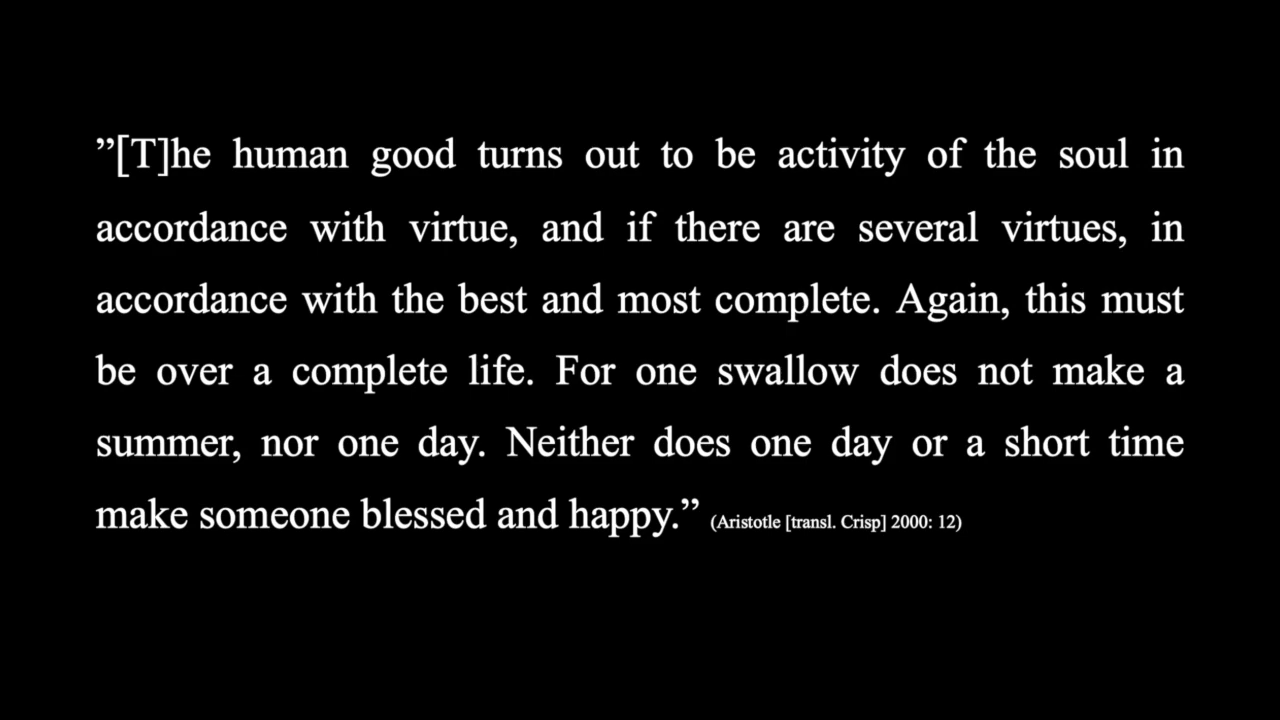 ”[T]he human good turns out to be activity of the soul in
accordance with virtue, and if there are several virtues, in
accordance with the best and most complete. Again, this must
be over a complete life. For one swallow does not make a
summer, nor one day. Neither does one day or a short time
make someone blessed and happy.” (Aristotle [transl. Crisp] 2000: 12)